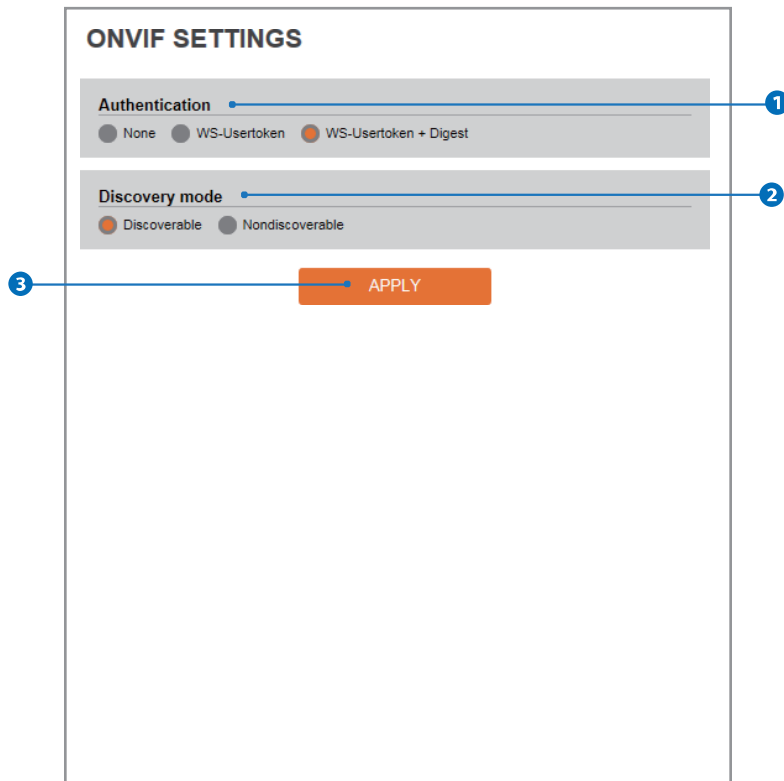 ONVIF SETTINGS
Authentication
1
None WS-Usertoken WS-Usertoken + Digest
Discovery mode
2
Discoverable Nondiscoverable
3
APPLY